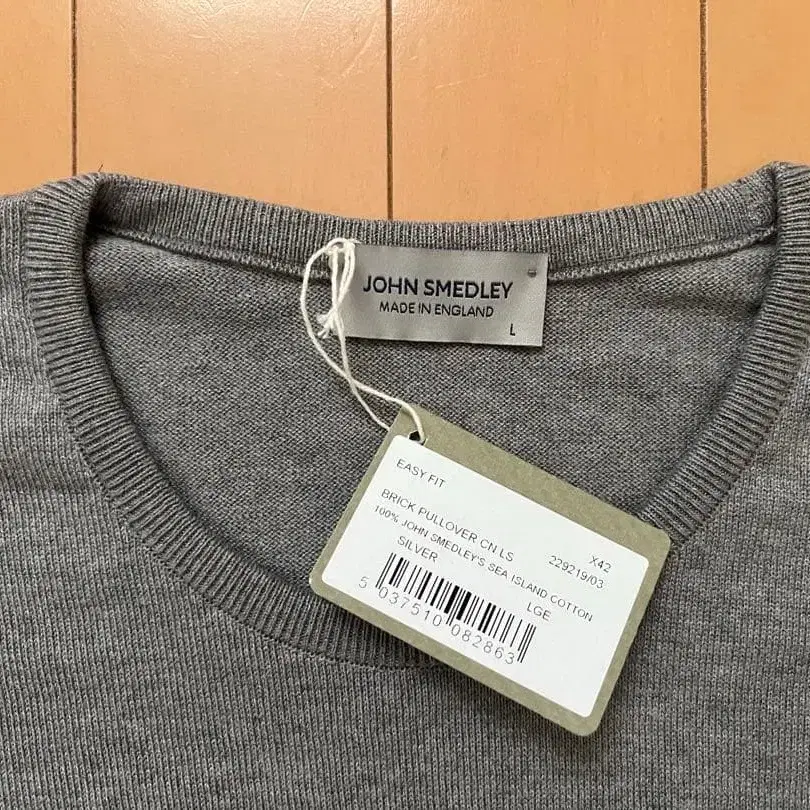 JOHN SMEDLEY
MADE IN ENGLAND
L
EASY FIT
BRICK PULLOVER CN LS X42
100% JOHN SMEDLEY'S SEA ISLAND COTTON 229219/03
SILVER LGE
5 037510 082863